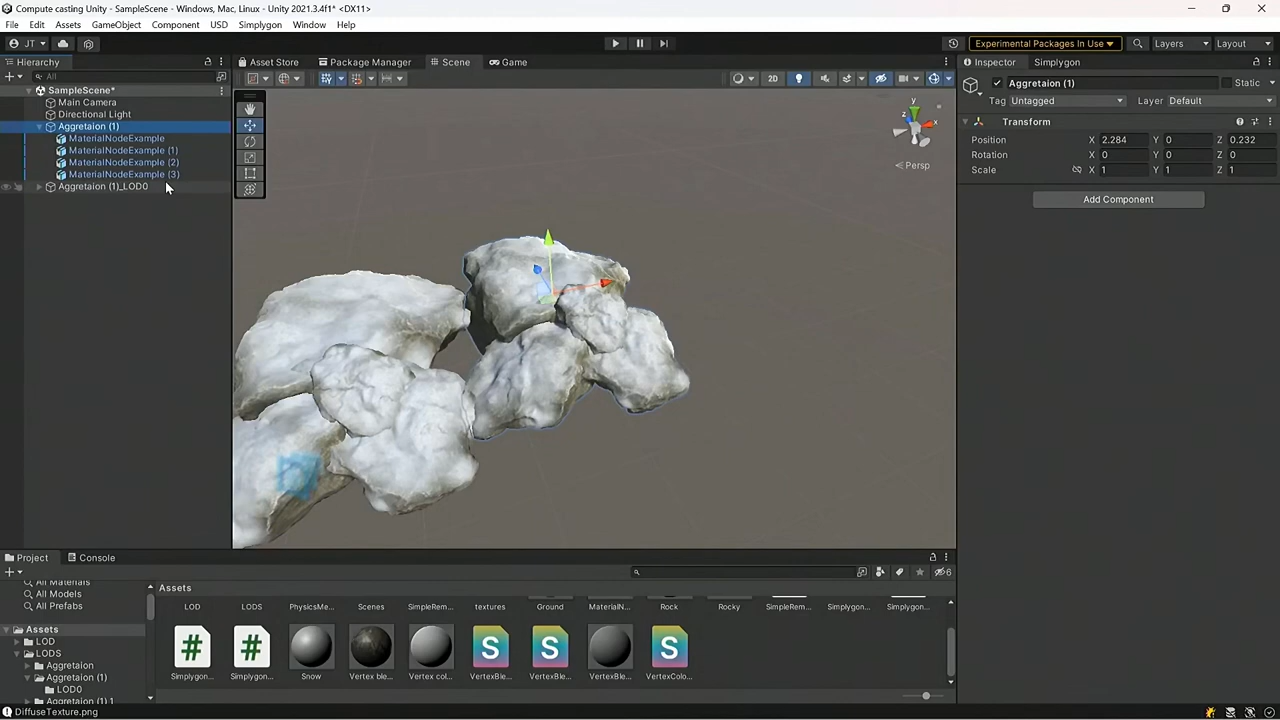 Compute casting Unity - SampleScene - Windows, Mac, Linux - Unity 2021.3.4f1* <DX11>
File Edit Assets GameObject Component USD Simplygon Window Help
JT Experimental Packages In Use Layers Layout
Hierarchy Asset Store Package Manager Scene Game Inspector Simplygon
All 2D
SampleScene*
Main Camera
Directional Light
Aggretaion (1)
MaterialNodeExample
MaterialNodeExample (1)
MaterialNodeExample (2)
MaterialNodeExample (3)
Aggretaion (1)_LOD0
y
x
z
Persp
Aggretaion (1) Static
Tag Untagged Layer Default
Transform
Position X 2.284 Y 0 Z 0.232
Rotation X 0 Y 0 Z 0
Scale X 1 Y 1 Z 1
Add Component
Project Console
6
All Materials
All Models
All Prefabs
Assets
LOD
LODS
Aggretaion
Aggretaion (1)
LOD0
Aggretaion (1) 1
Assets
LOD LODS PhysicsMe... Scenes SimpleRem... textures Ground MaterialN... Rock Rocky SimpleRem... Simplygon... Simplygon...
# # S S S
Simplygon... Simplygon... Snow Vertex ble... Vertex col... VertexBle... VertexBle... VertexBle... VertexColo...
DiffuseTexture.png